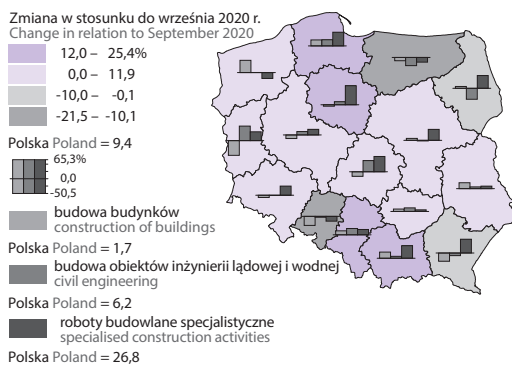 Zmiana w stosunku do września 2020 r.
Change in relation to September 2020
12,0 – 25,4%
0,0 – 11,9
-10,0 – -0,1
-21,5 – -10,1
Polska Poland = 9,4
65,3%
0,0
-50,5
budowa budynków
construction of buildings
Polska Poland = 1,7
budowa obiektów inżynierii lądowej i wodnej
civil engineering
Polska Poland = 6,2
roboty budowlane specjalistyczne
specialised construction activities
Polska Poland = 26,8